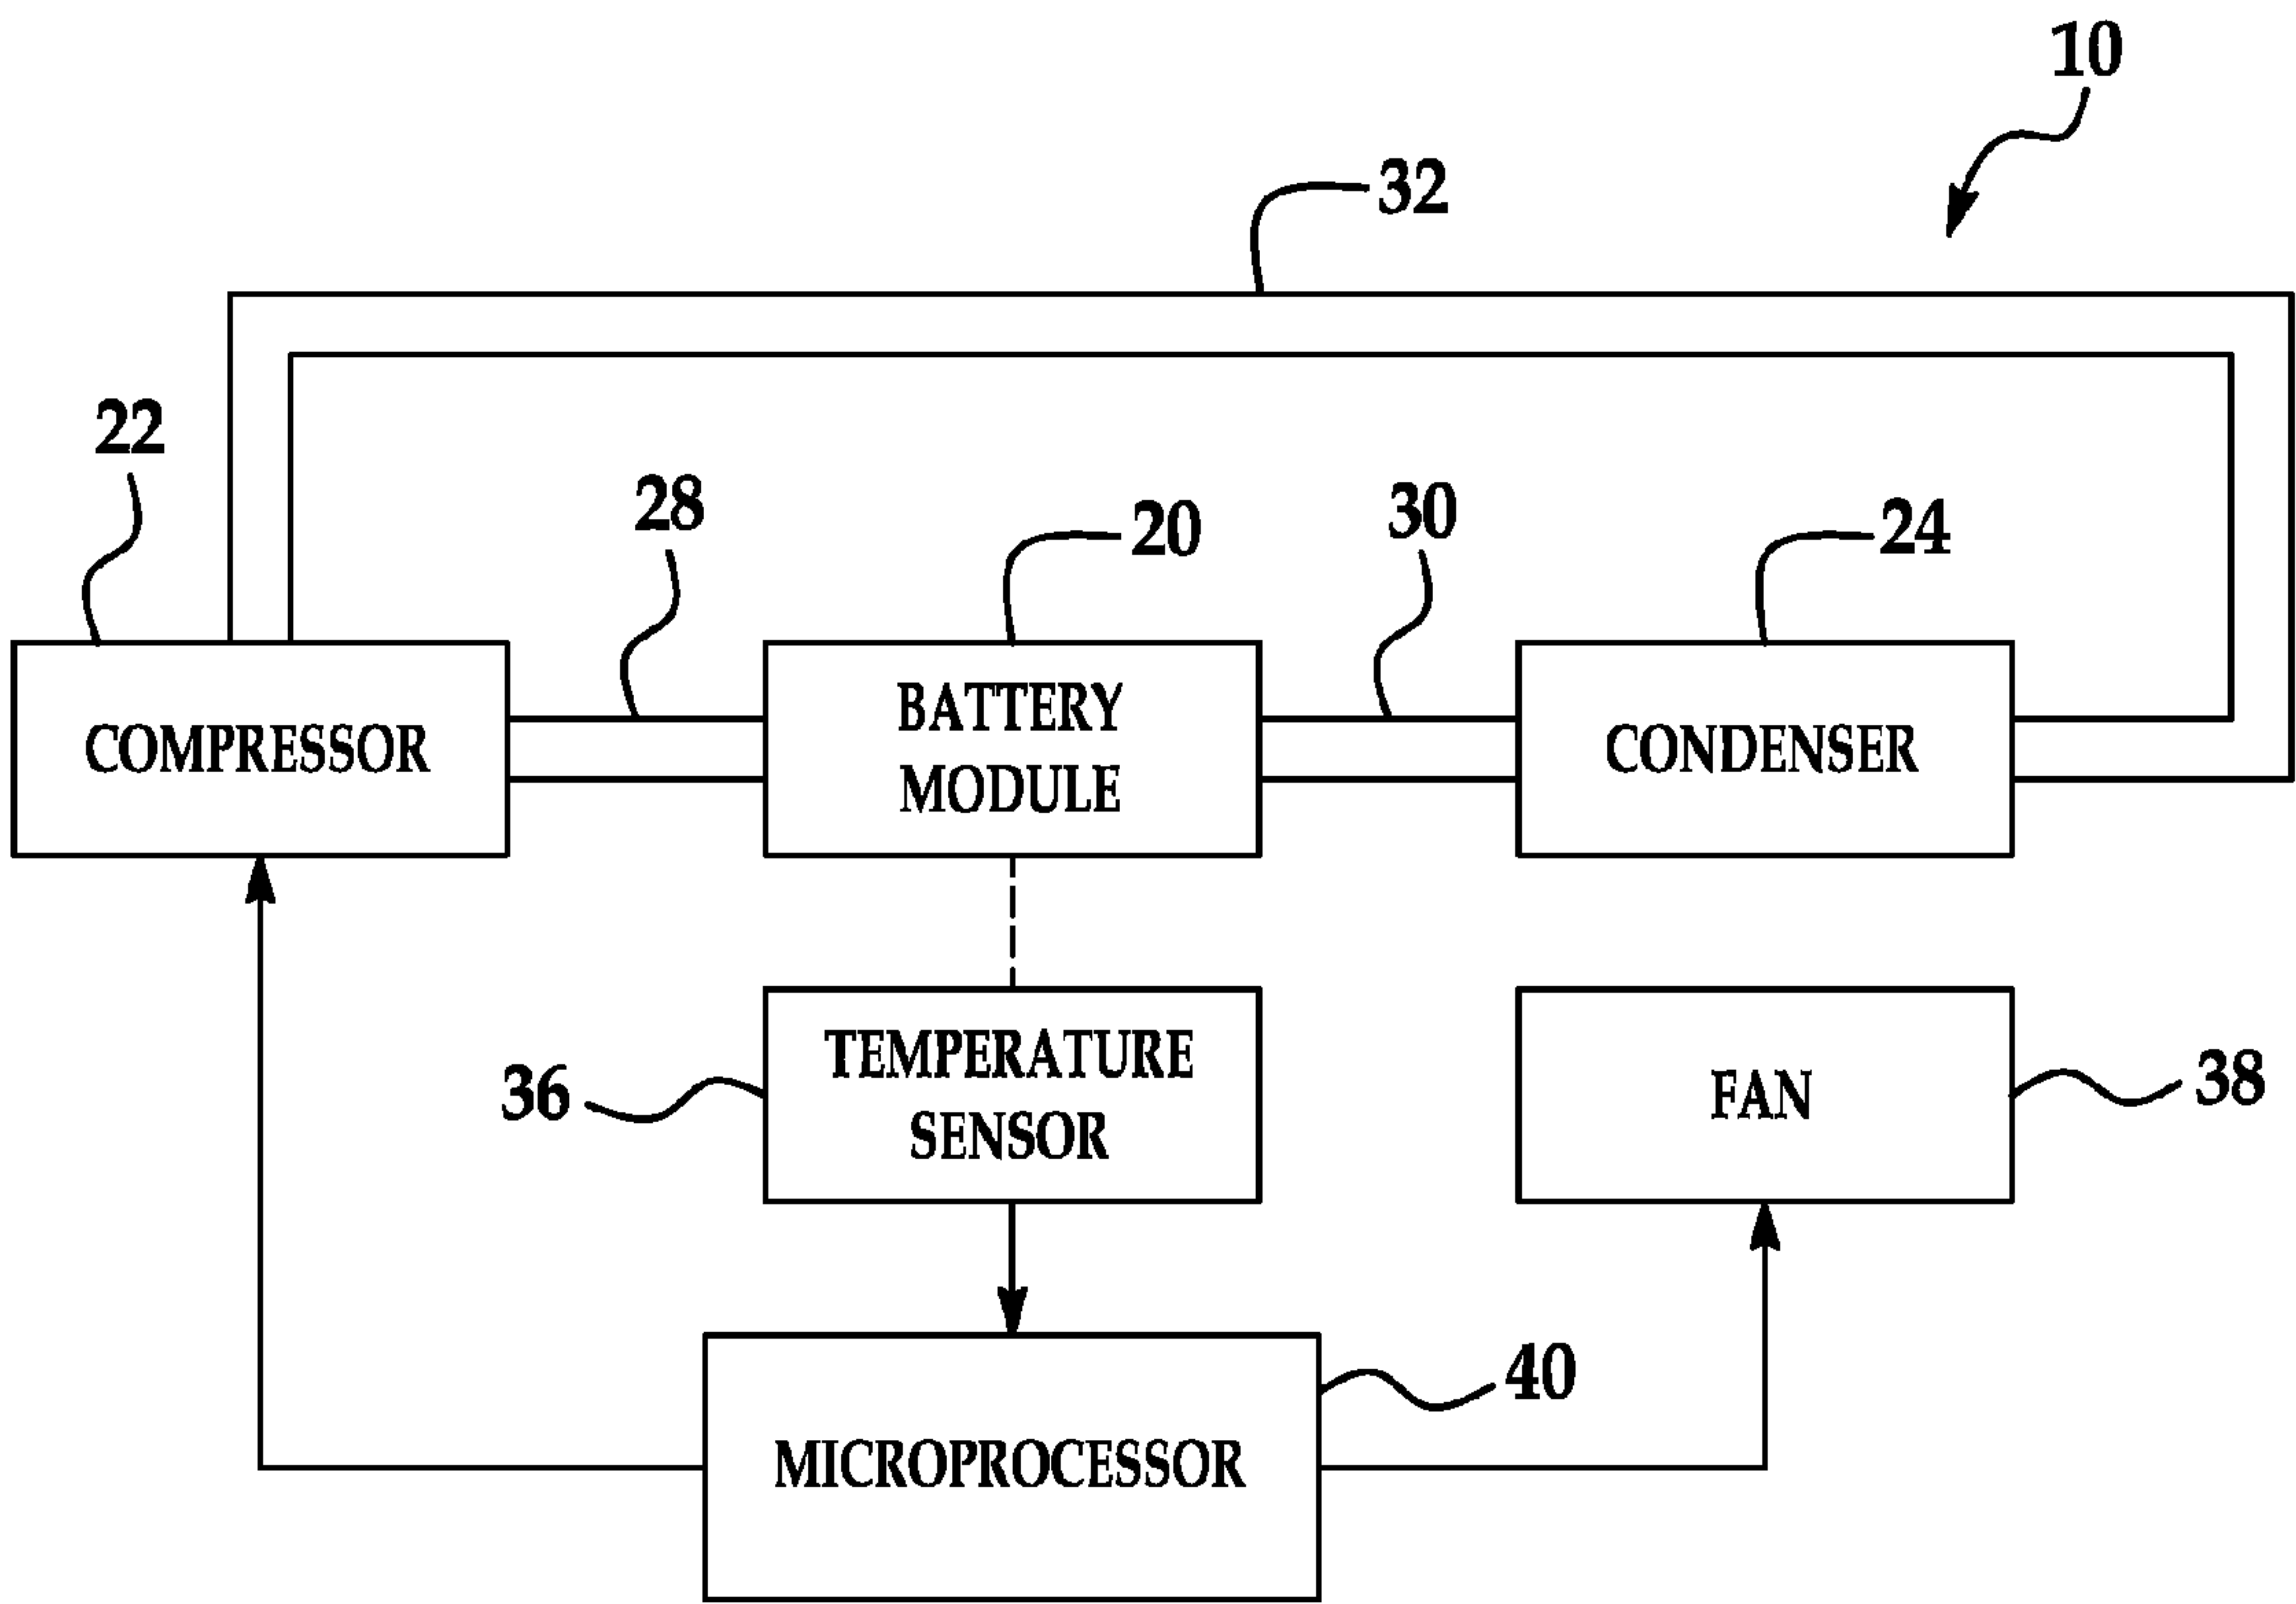 10
32
22
28
20
30
24
COMPRESSOR
BATTERY
MODULE
CONDENSER
36
TEMPERATURE
SENSOR
FAN
38
40
MICROPROCESSOR